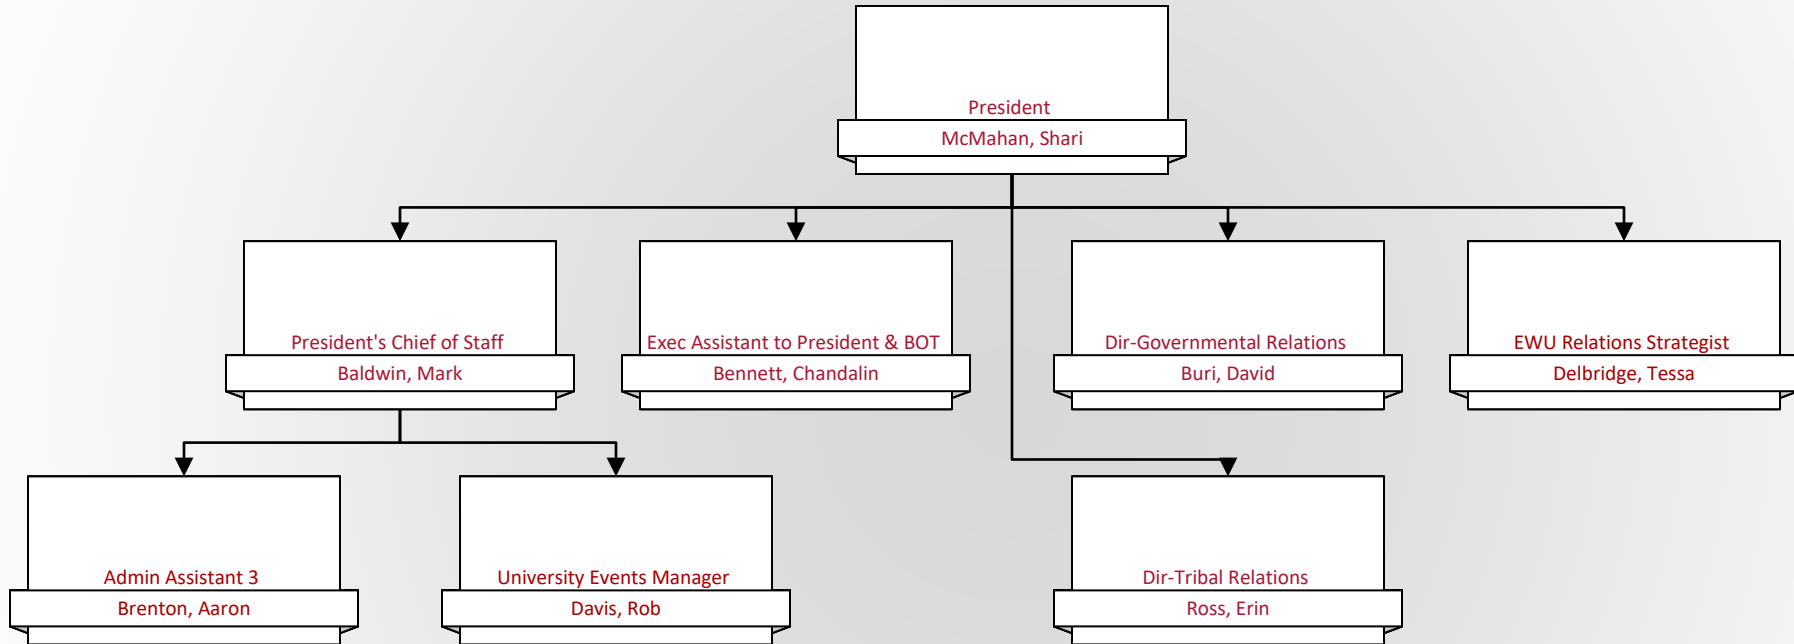 President
McMahan, Shari
President's Chief of Staff
Baldwin, Mark
Exec Assistant to President & BOT
Bennett, Chandalin
Dir-Governmental Relations
Buri, David
EWU Relations Strategist
Delbridge, Tessa
Admin Assistant 3
Brenton, Aaron
University Events Manager
Davis, Rob
Dir-Tribal Relations
Ross, Erin